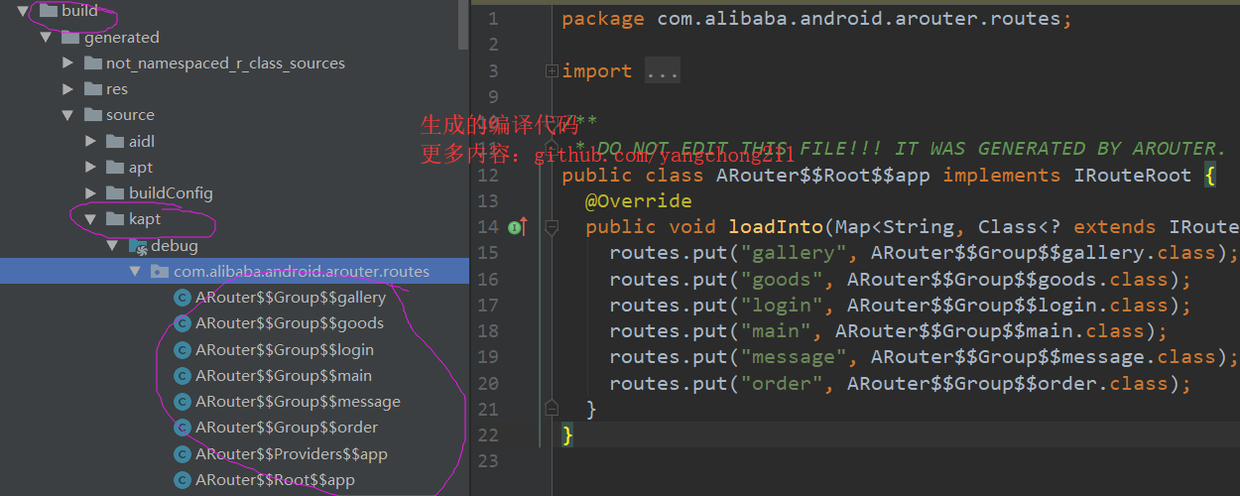 build
generated
not_namespaced_r_class_sources
res
source
aidl
apt
buildConfig
kapt
debug
com.alibaba.android.arouter.routes
ARouter$$Group$$gallery
ARouter$$Group$$goods
ARouter$$Group$$login
ARouter$$Group$$main
ARouter$$Group$$message
ARouter$$Group$$order
ARouter$$Providers$$app
ARouter$$Root$$app
1 package com.alibaba.android.arouter.routes;
2
3 import ...
9
10 /**
生成的编译代码
更多内容：github.com/yangchong211
11 * DO NOT EDIT THIS FILE!!! IT WAS GENERATED BY AROUTER.
12 public class ARouter$$Root$$app implements IRouteRoot {
13 @Override
14 public void loadInto(Map<String, Class<? extends IRoute
15 routes.put("gallery", ARouter$$Group$$gallery.class);
16 routes.put("goods", ARouter$$Group$$goods.class);
17 routes.put("login", ARouter$$Group$$login.class);
18 routes.put("main", ARouter$$Group$$main.class);
19 routes.put("message", ARouter$$Group$$message.class);
20 routes.put("order", ARouter$$Group$$order.class);
21 }
22 }
23